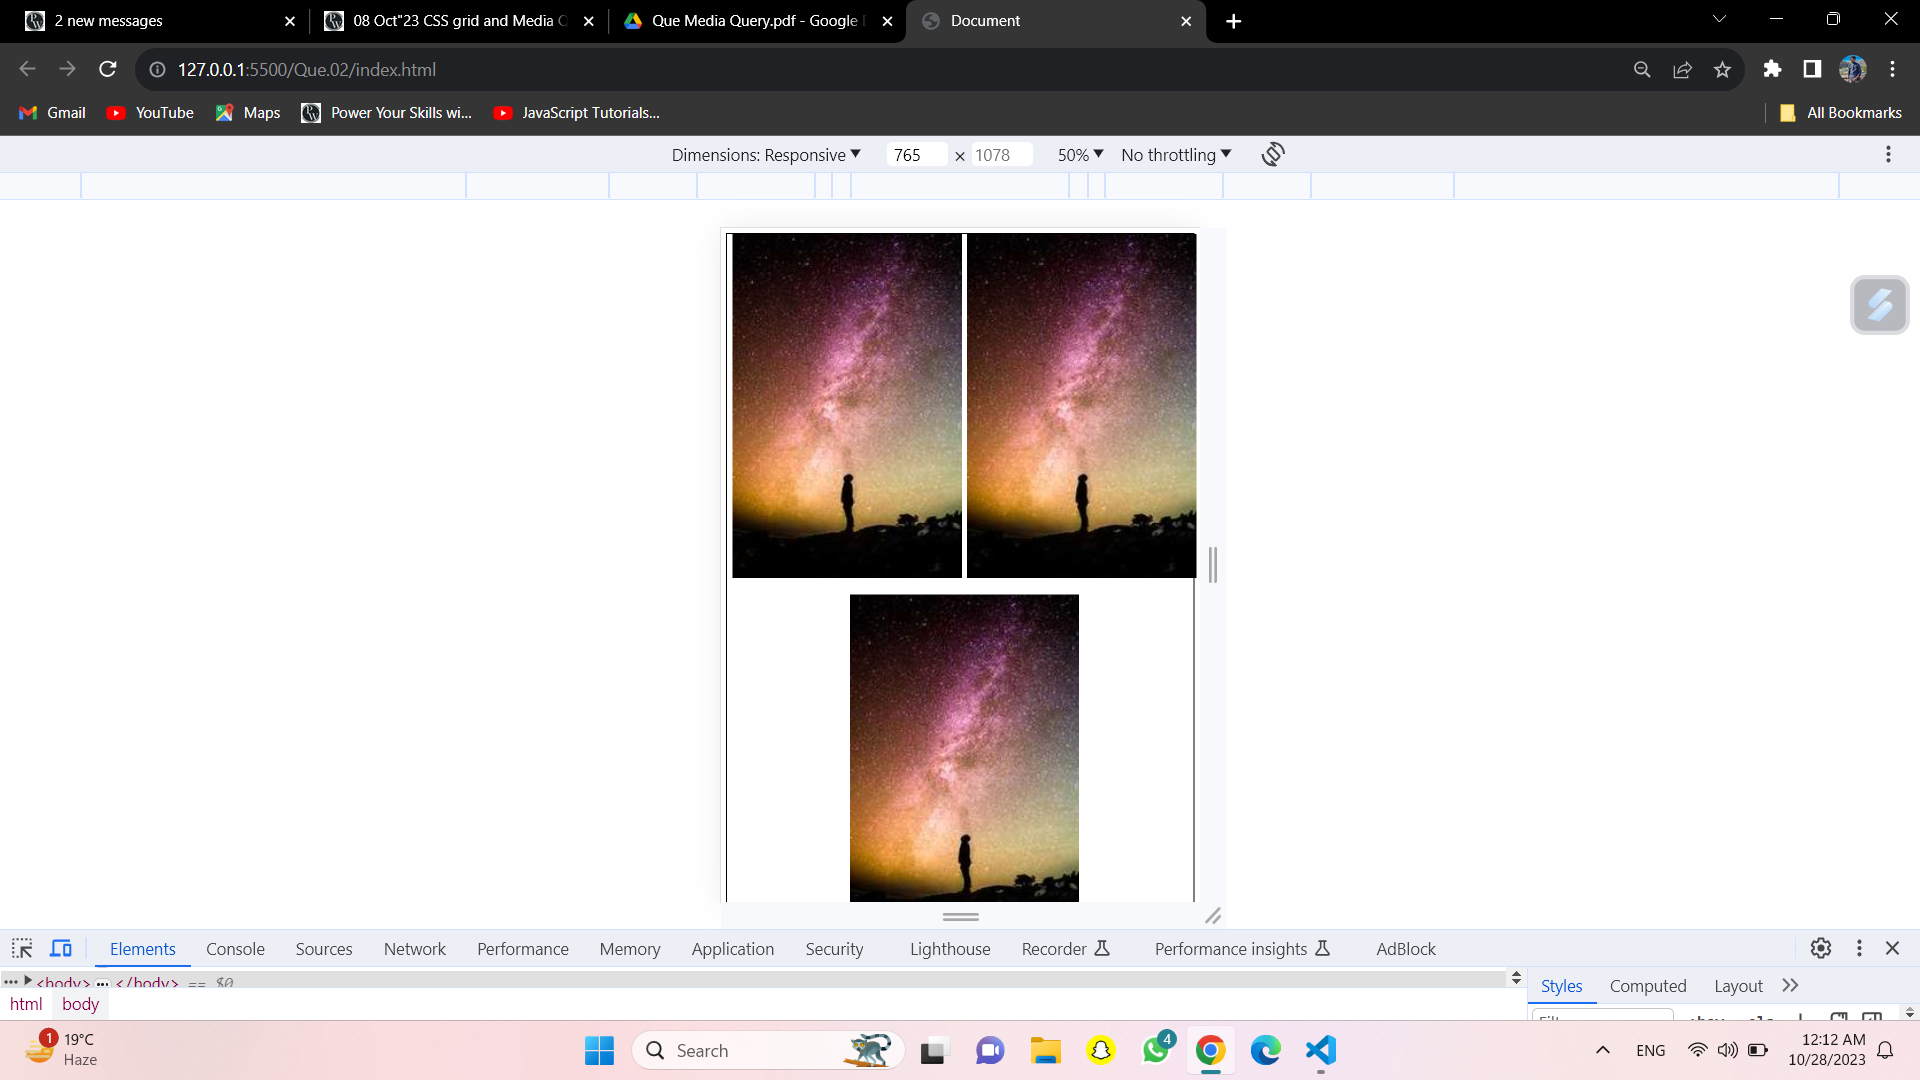 2 new messages
08 Oct"23 CSS grid and Media
Que Media Query.pdf - Google
Document
127.0.0.1:5500/Que.02/index.html
Gmail
YouTube
Maps
Power Your Skills wi...
JavaScript Tutorials...
All Bookmarks
Dimensions: Responsive
765 × 1078
50%
No throttling
Elements
Console
Sources
Network
Performance
Memory
Application
Security
Lighthouse
Recorder
Performance insights
AdBlock
<body> … </body> == $0
html body
Styles
Computed
Layout
1
19°C
Haze
Search
4
ENG
12:12 AM
10/28/2023